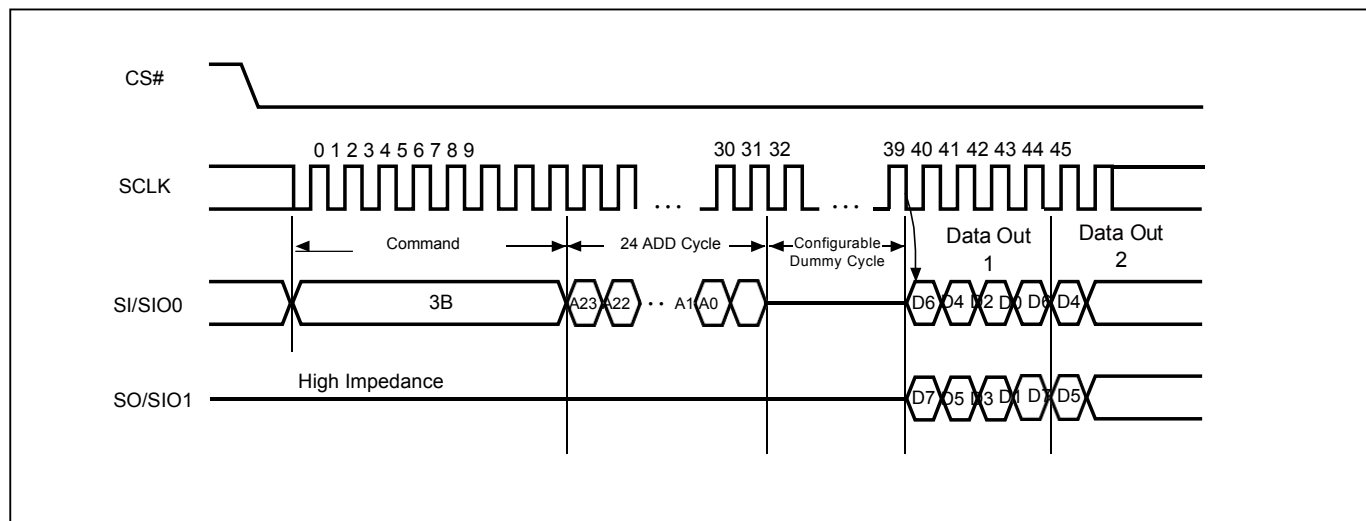 CS#
0 1 2 3 4 5 6 7 8 9 30 31 32 39 40 41 42 43 44 45
SCLK
... ...
Command 24 ADD Cycle Configurable Dummy Cycle Data Out 1 Data Out 2
SI/SIO0 3B A23 A22 .. A1 A0 D6 D4 D2 D0 D6 D4
High Impedance
SO/SIO1 D7 D5 D3 D1 D7 D5